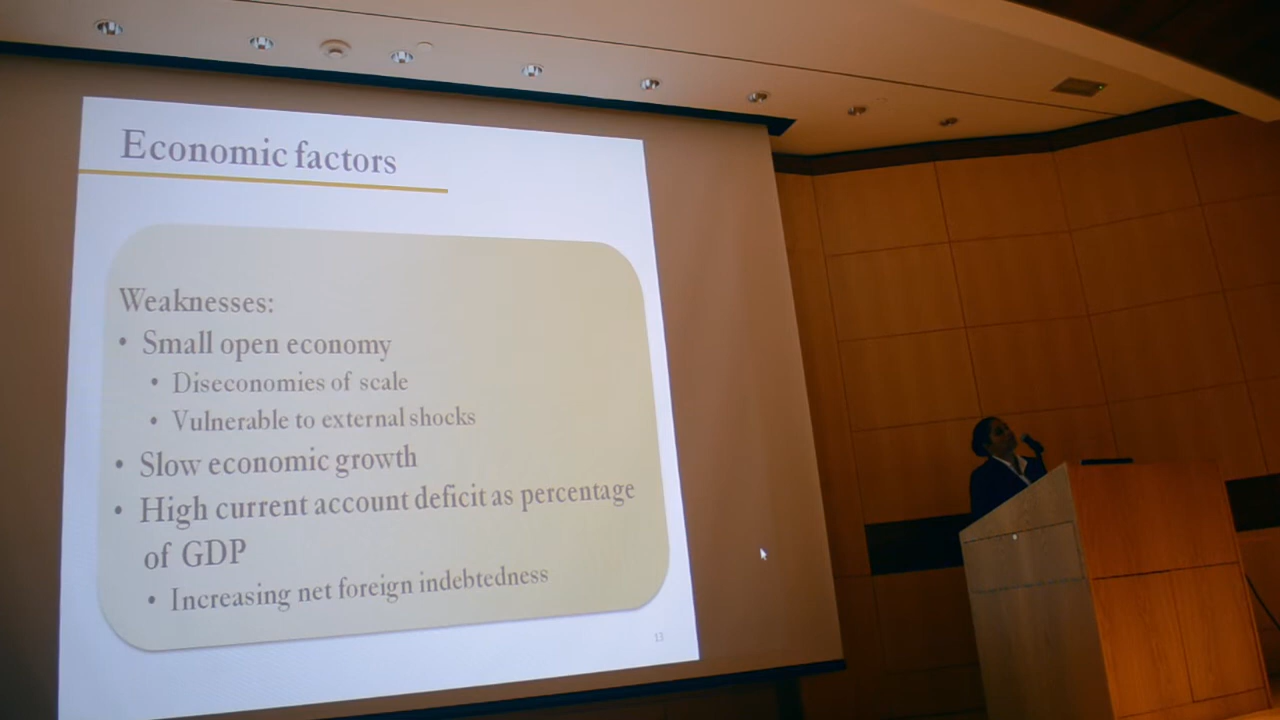 Economic factors
Weaknesses:
• Small open economy
• Diseconomies of scale
• Vulnerable to external shocks
• Slow economic growth
• High current account deficit as percentage
of GDP
• Increasing net foreign indebtedness
13